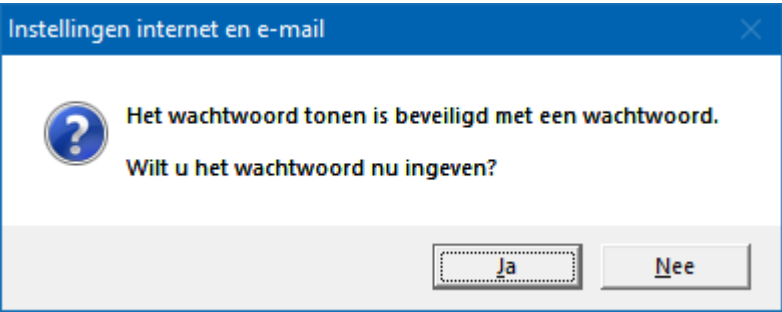 Instellingen internet en e-mail
Het wachtwoord tonen is beveiligd met een wachtwoord.
Wilt u het wachtwoord nu ingeven?
Ja
Nee